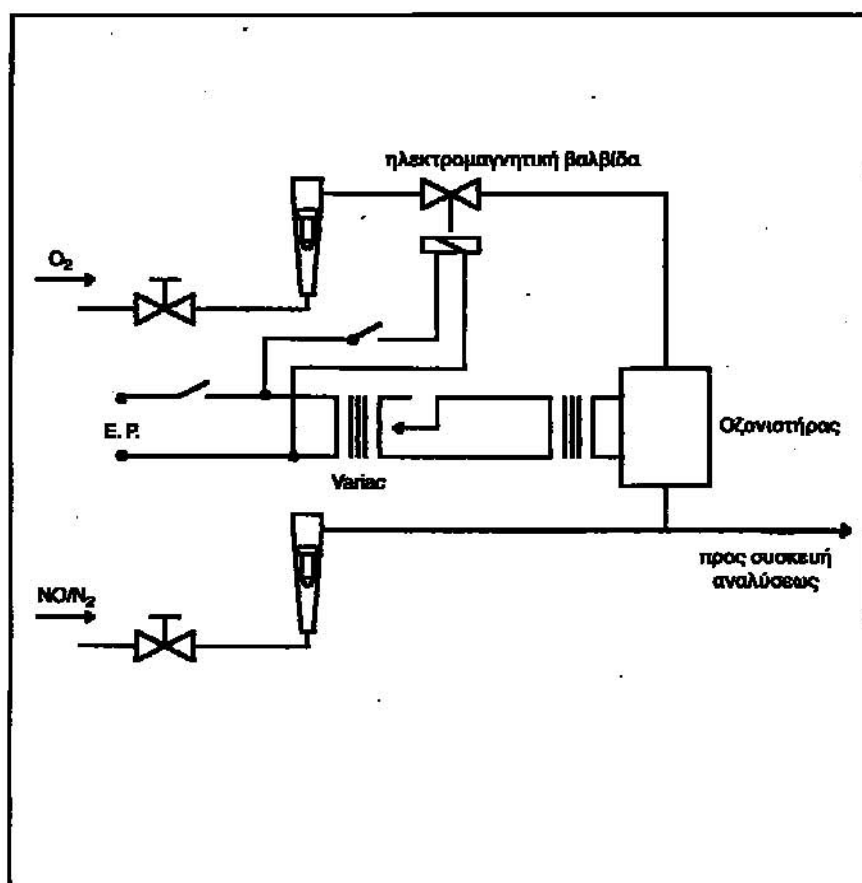 ηλεκτρομαγνητική βαλβίδα
O₂
E. P.
Variac
Οζονιστήρας
NO/N₂
προς συσκευή
αναλύσεως